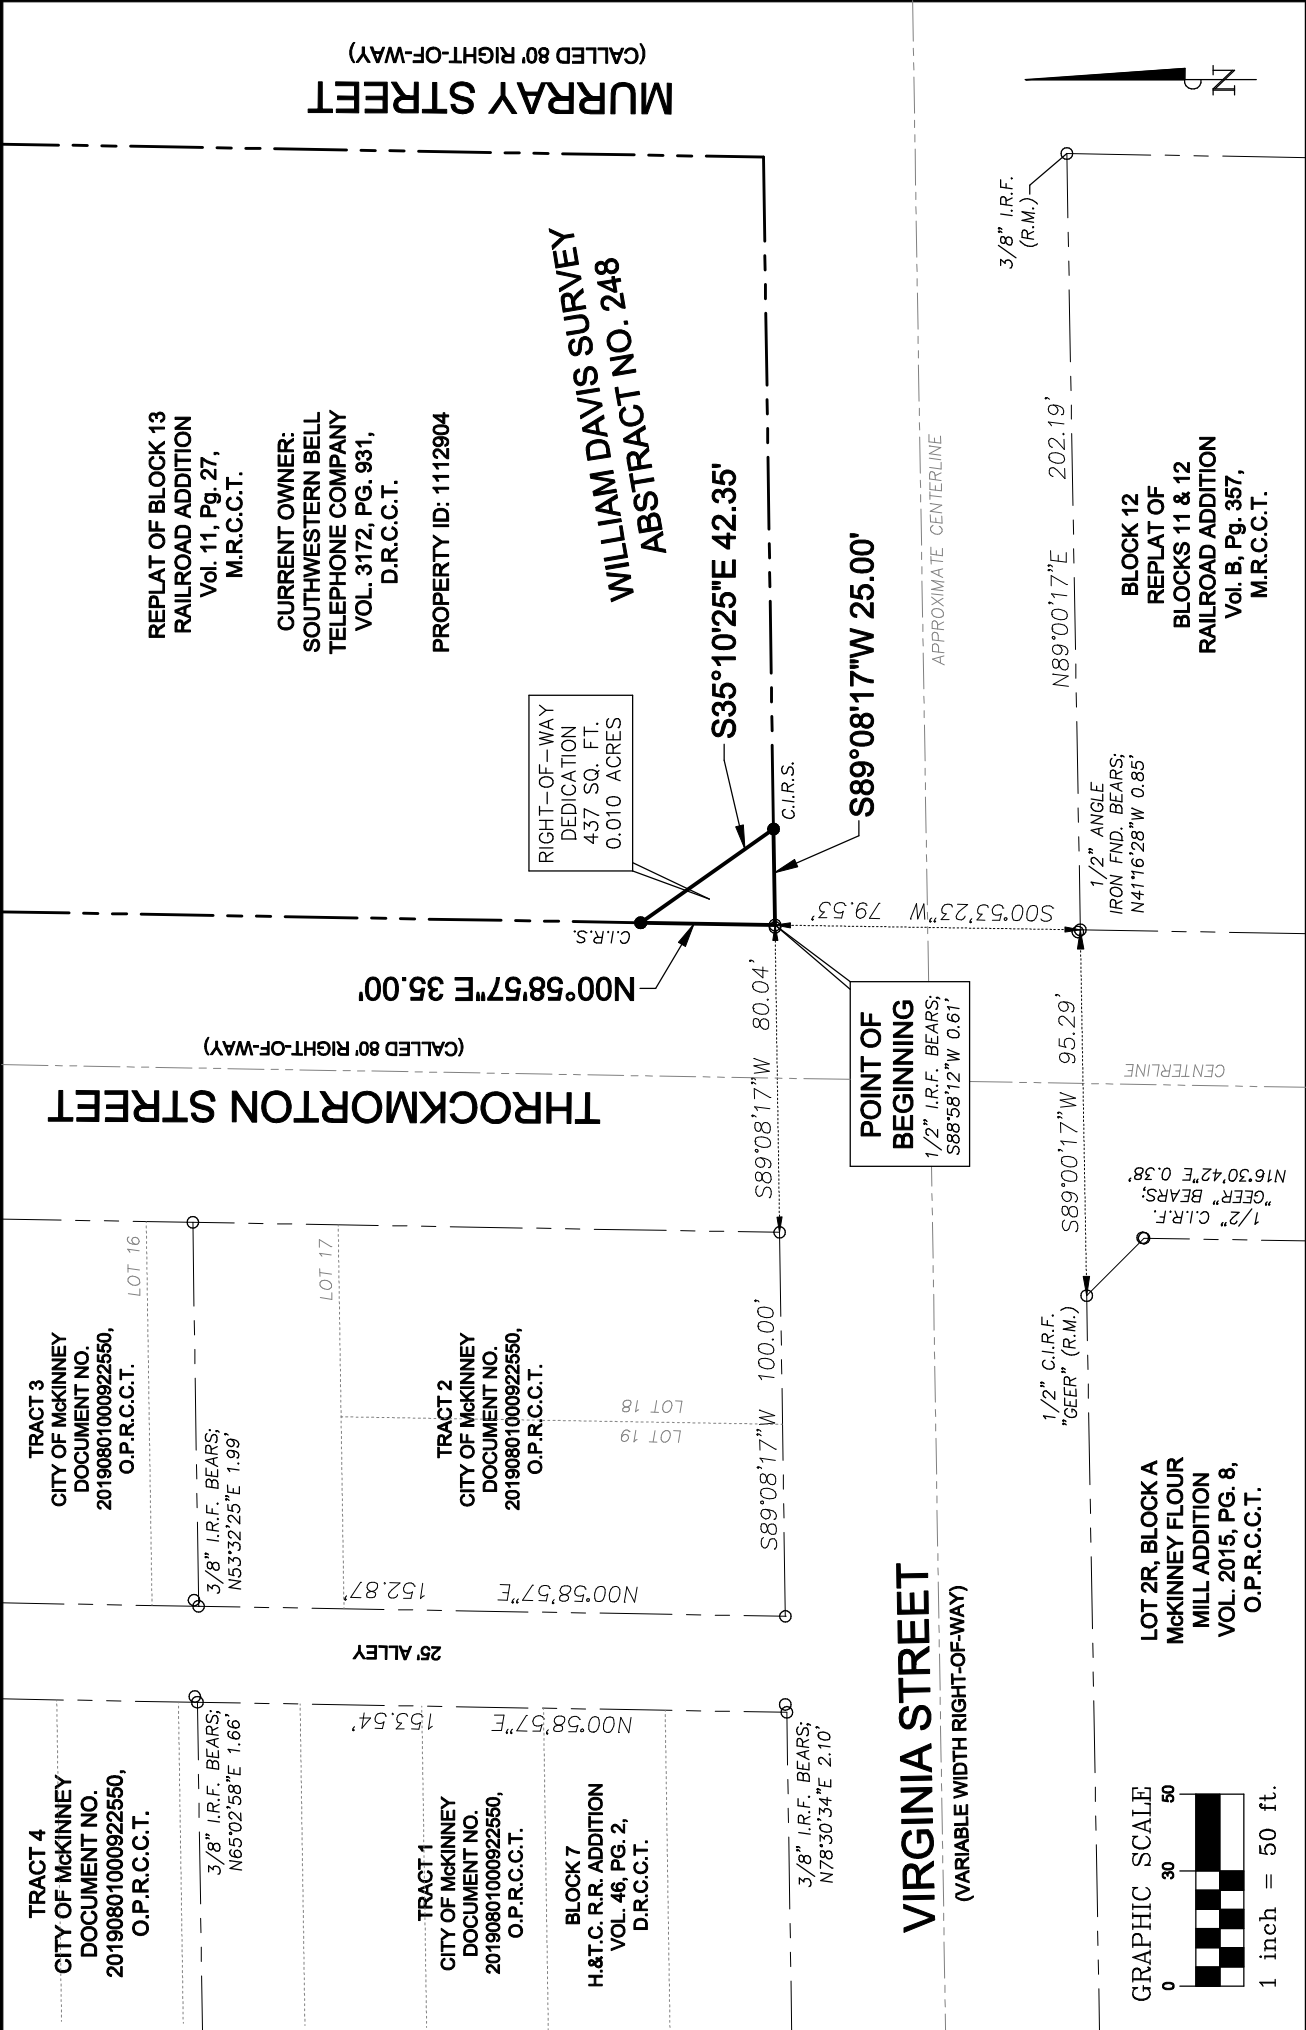 TRACT 4
CITY OF McKINNEY
DOCUMENT NO.
20190801000922550,
O.P.R.C.C.T.
3/8" I.R.F. BEARS;
N65°02'58"E 1.66'
TRACT 1
CITY OF McKINNEY
DOCUMENT NO.
20190801000922550,
O.P.R.C.C.T.
BLOCK 7
H.&T.C. R.R. ADDITION
VOL. 46, PG. 2,
D.R.C.C.T.
N00°58'57"E 153.54'
3/8" I.R.F. BEARS;
N78°30'34"E 2.10'
25' ALLEY
TRACT 3
CITY OF McKINNEY
DOCUMENT NO.
20190801000922550,
O.P.R.C.C.T.
LOT 16
3/8" I.R.F. BEARS;
N53°32'25"E 1.99'
LOT 17
TRACT 2
CITY OF McKINNEY
DOCUMENT NO.
20190801000922550,
O.P.R.C.C.T.
LOT 19
LOT 18
N00°58'57"E 152.87'
S89°08'17"W 100.00'
THROCKMORTON STREET
(CALLED 80' RIGHT-OF-WAY)
S89°08'17"W 80.04'
N00°58'57"E 35.00'
C.I.R.S.
RIGHT-OF-WAY
DEDICATION
437 SQ. FT.
0.010 ACRES
REPLAT OF BLOCK 13
RAILROAD ADDITION
Vol. 11, Pg. 27,
M.R.C.C.T.
CURRENT OWNER:
SOUTHWESTERN BELL
TELEPHONE COMPANY
VOL. 3172, PG. 931,
D.R.C.C.T.
PROPERTY ID: 1112904
WILLIAM DAVIS SURVEY
ABSTRACT NO. 248
S35°10'25"E 42.35'
C.I.R.S.
S89°08'17"W 25.00'
MURRAY STREET
(CALLED 80' RIGHT-OF-WAY)
POINT OF
BEGINNING
1/2" I.R.F. BEARS;
S88°58'12"W 0.61'
S00°53'23"W 79.53'
VIRGINIA STREET
(VARIABLE WIDTH RIGHT-OF-WAY)
APPROXIMATE CENTERLINE
CENTERLINE
S89°00'17"W 95.29'
1/2" C.I.R.F.
"GEER" (R.M.)
1/2" C.I.R.F.
"GEER" BEARS;
N16°30'42"E 0.38'
1/2" ANGLE
IRON FND. BEARS;
N41°16'28"W 0.85'
N89°00'17"E 202.19'
3/8" I.R.F.
(R.M.)
LOT 2R, BLOCK A
McKINNEY FLOUR
MILL ADDITION
VOL. 2015, PG. 8,
O.P.R.C.C.T.
BLOCK 12
REPLAT OF
BLOCKS 11 & 12
RAILROAD ADDITION
Vol. B, Pg. 357,
M.R.C.C.T.
N
GRAPHIC SCALE
0 30 50
1 inch = 50 ft.